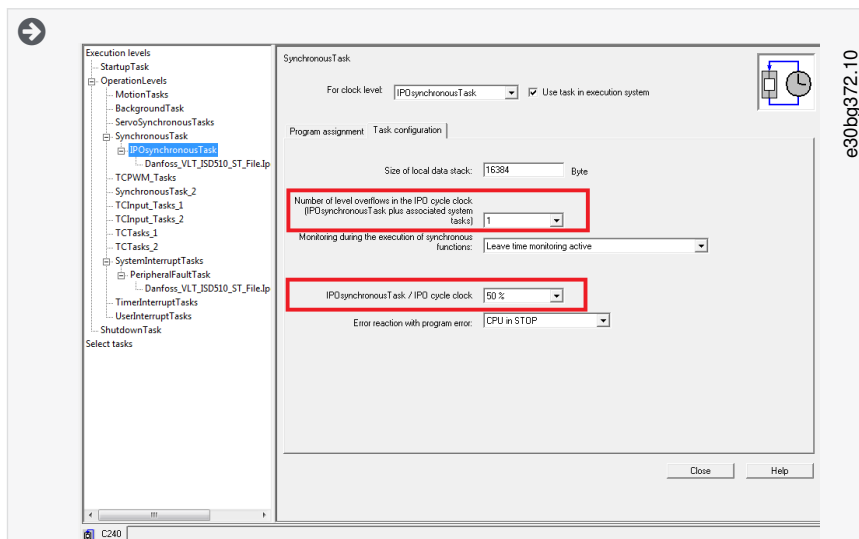 Execution levels
StartupTask
OperationLevels
MotionTasks
BackgroundTask
ServoSynchronousTasks
SynchronousTask
IPOsynchronousTask
Danfoss_VLT_ISD510_ST_File.Ip
TCPWM_Tasks
SynchronousTask_2
TCInput_Tasks_1
TCInput_Tasks_2
TCTasks_1
TCTasks_2
SystemInterruptTasks
PeripheralFaultTask
Danfoss_VLT_ISD510_ST_File.Ip
TimerInterruptTasks
UserInterruptTasks
ShutdownTask
Select tasks
SynchronousTask
For clock level: IPOsynchronousTask Use task in execution system
Program assignment Task configuration
Size of local data stack: 16384 Byte
Number of level overflows in the IPO cycle clock
(IPOsynchronousTask plus associated system
tasks) 1
Monitoring during the execution of synchronous
functions: Leave time monitoring active
IPOsynchronousTask / IPO cycle clock 50 %
Error reaction with program error: CPU in STOP
Close Help
C240
e30bg372.10